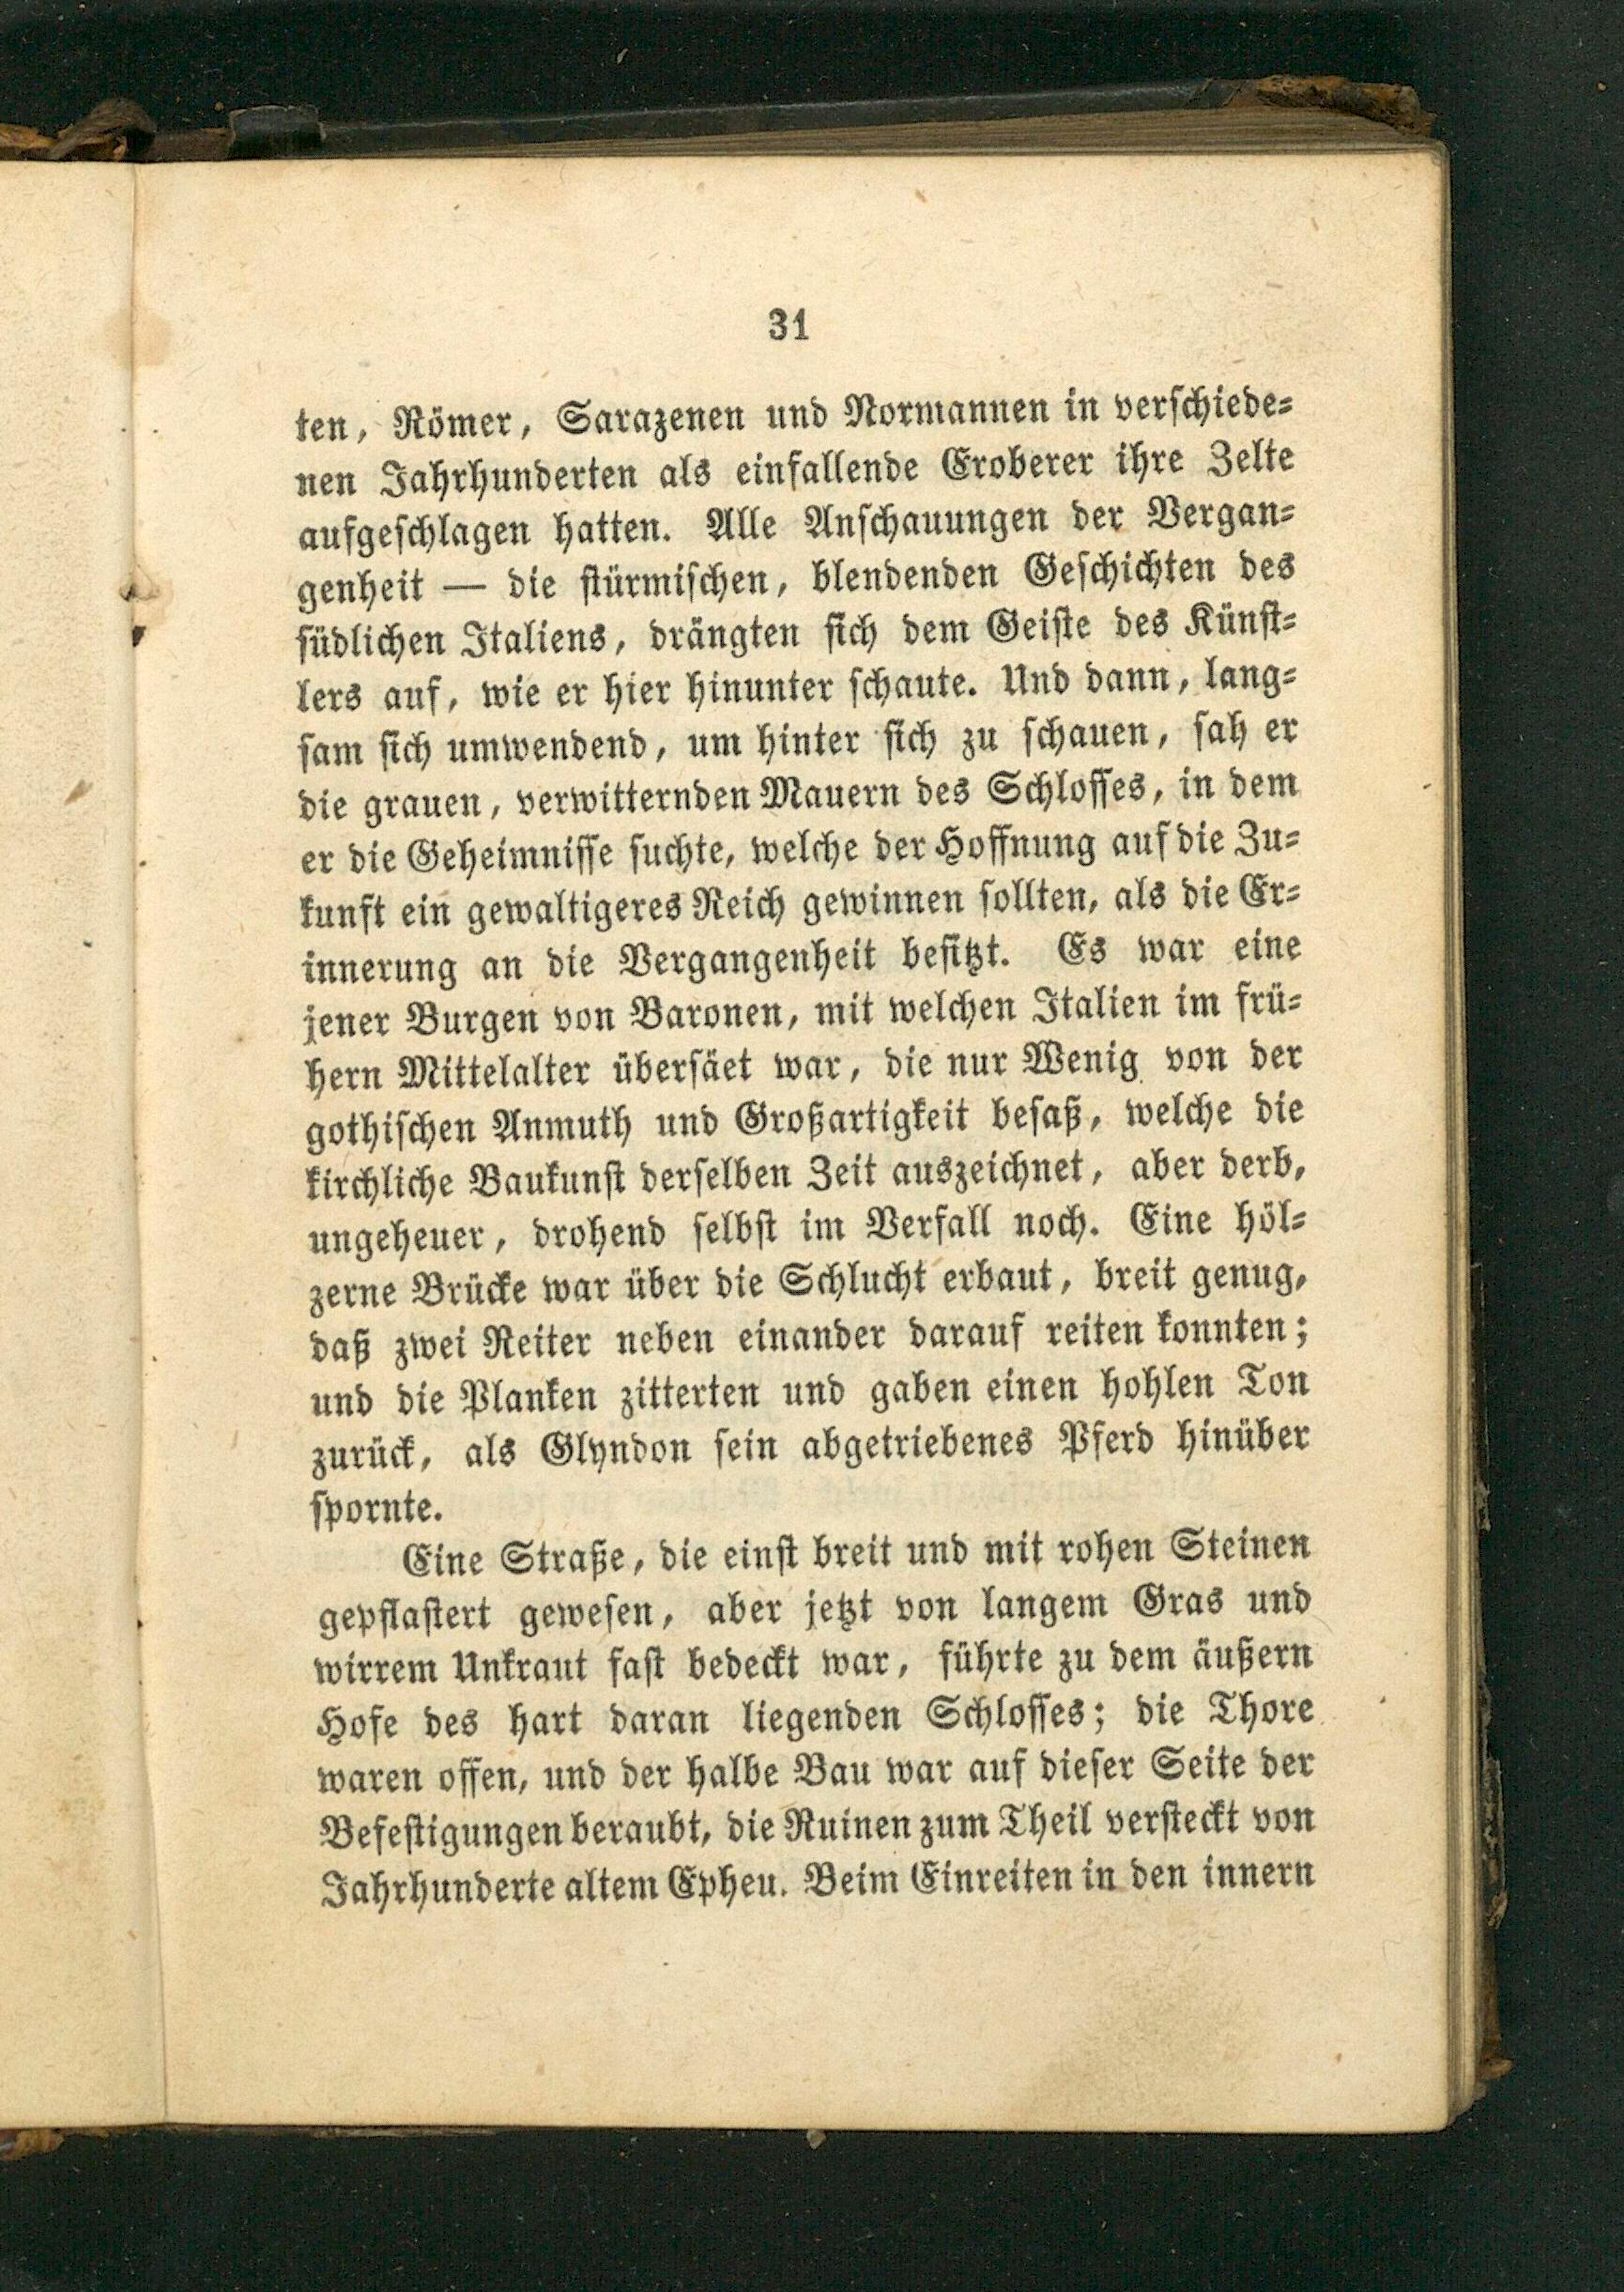 31
ten, Römer, Sarazenen und Normannen in verschiede=
nen Jahrhunderten als einfallende Eroberer ihre Zelte
aufgeschlagen hatten. Alle Anschauungen der Vergan=
genheit — die stürmischen, blendenden Geschichten des
südlichen Italiens, drängten sich dem Geiste des Künst=
lers auf, wie er hier hinunter schaute. Und dann, lang=
sam sich umwendend, um hinter sich zu schauen, sah er
die grauen, verwitternden Mauern des Schlosses, in dem
er die Geheimnisse suchte, welche der Hoffnung auf die Zu=
kunft ein gewaltigeres Reich gewinnen sollten, als die Er=
innerung an die Vergangenheit besitzt. Es war eine
jener Burgen von Baronen, mit welchen Italien im frü=
hern Mittelalter übersäet war, die nur Wenig von der
gothischen Anmuth und Großartigkeit besaß, welche die
kirchliche Baukunst derselben Zeit auszeichnet, aber derb,
ungeheuer, drohend selbst im Verfall noch. Eine höl=
zerne Brücke war über die Schlucht erbaut, breit genug,
daß zwei Reiter neben einander darauf reiten konnten;
und die Planken zitterten und gaben einen hohlen Ton
zurück, als Glyndon sein abgetriebenes Pferd hinüber
spornte.
Eine Straße, die einst breit und mit rohen Steinen
gepflastert gewesen, aber jetzt von langem Gras und
wirrem Unkraut fast bedeckt war, führte zu dem äußern
Hofe des hart daran liegenden Schlosses; die Thore
waren offen, und der halbe Bau war auf dieser Seite der
Befestigungen beraubt, die Ruinen zum Theil versteckt von
Jahrhunderte altem Epheu. Beim Einreiten in den innern